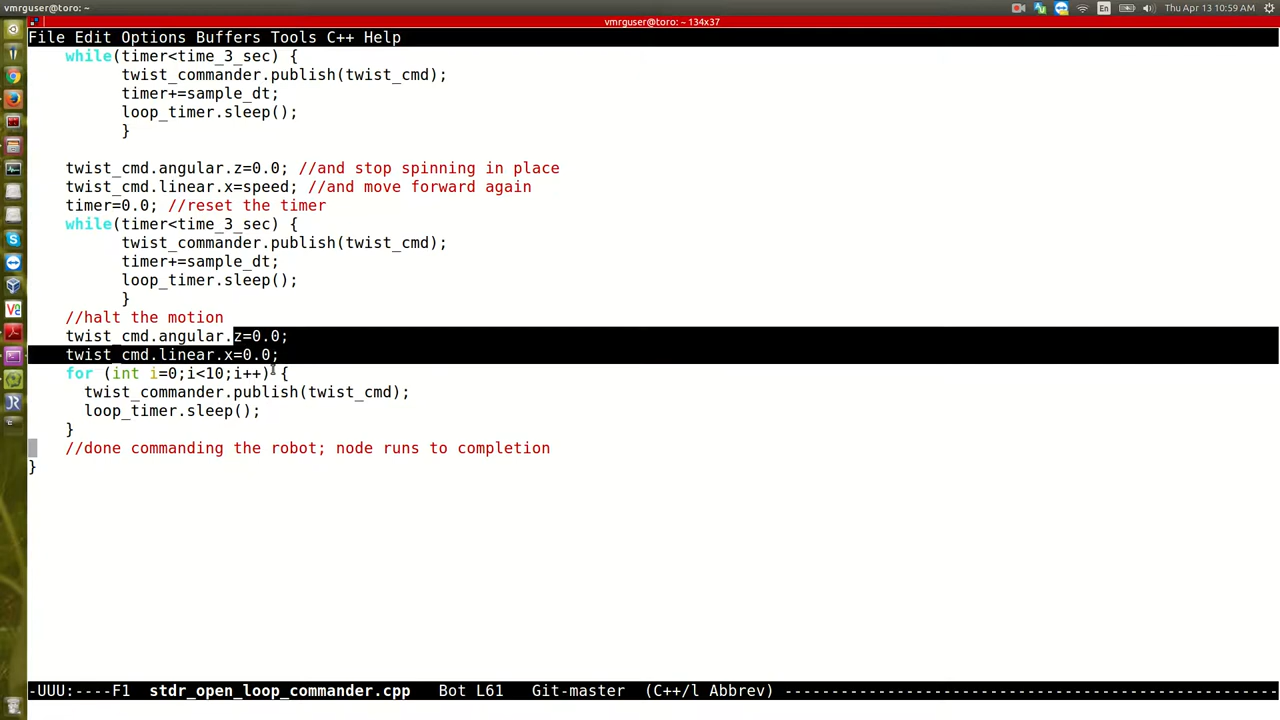 vmrguser@toro: ~
En
Thu Apr 13 10:59 AM
vmrguser@toro: ~ 134x37
File Edit Options Buffers Tools C++ Help
while(timer<time_3_sec) {
twist_commander.publish(twist_cmd);
timer+=sample_dt;
loop_timer.sleep();
}
twist_cmd.angular.z=0.0; //and stop spinning in place
twist_cmd.linear.x=speed; //and move forward again
timer=0.0; //reset the timer
while(timer<time_3_sec) {
twist_commander.publish(twist_cmd);
timer+=sample_dt;
loop_timer.sleep();
}
//halt the motion
twist_cmd.angular.z=0.0;
twist_cmd.linear.x=0.0;
for (int i=0;i<10;i++) {
twist_commander.publish(twist_cmd);
loop_timer.sleep();
}
//done commanding the robot; node runs to completion
}
-UUU:----F1  stdr_open_loop_commander.cpp   Bot L61   Git-master  (C++/l Abbrev) -----------------------------------------------------